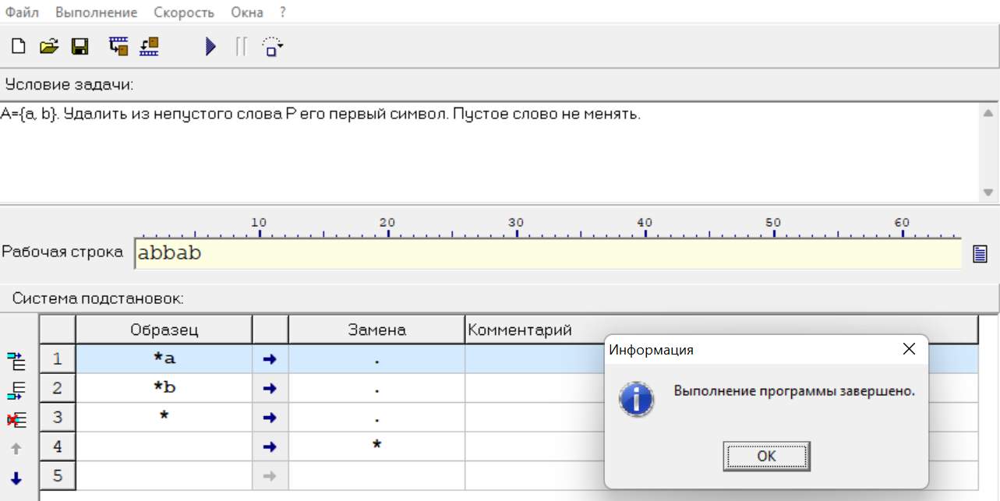 Файл Выполнение Скорость Окна ?
Условие задачи:
A={a, b}. Удалить из непустого слова P его первый символ. Пустое слово не менять.
10 20 30 40 50 60
Рабочая строка abbab
Система подстановок:
Образец Замена Комментарий
1 *a → .
2 *b → .
3 * → .
4 → *
5 →
Информация
Выполнение программы завершено.
OK